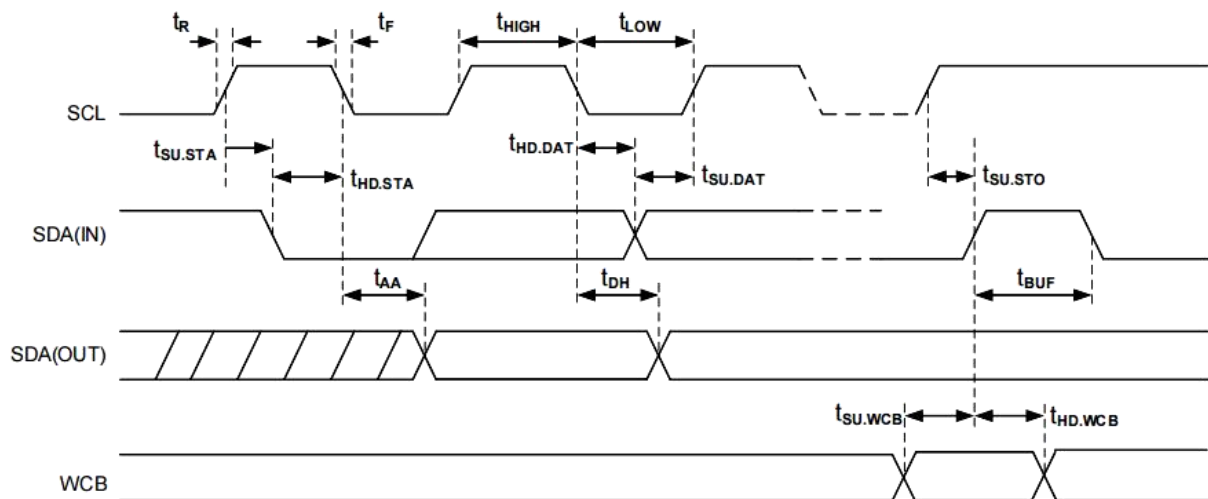 tR tF tHIGH tLOW
SCL
tSU.STA tHD.STA tHD.DAT tSU.DAT tSU.STO
SDA(IN)
tAA tDH tBUF
SDA(OUT)
tSU.WCB tHD.WCB
WCB